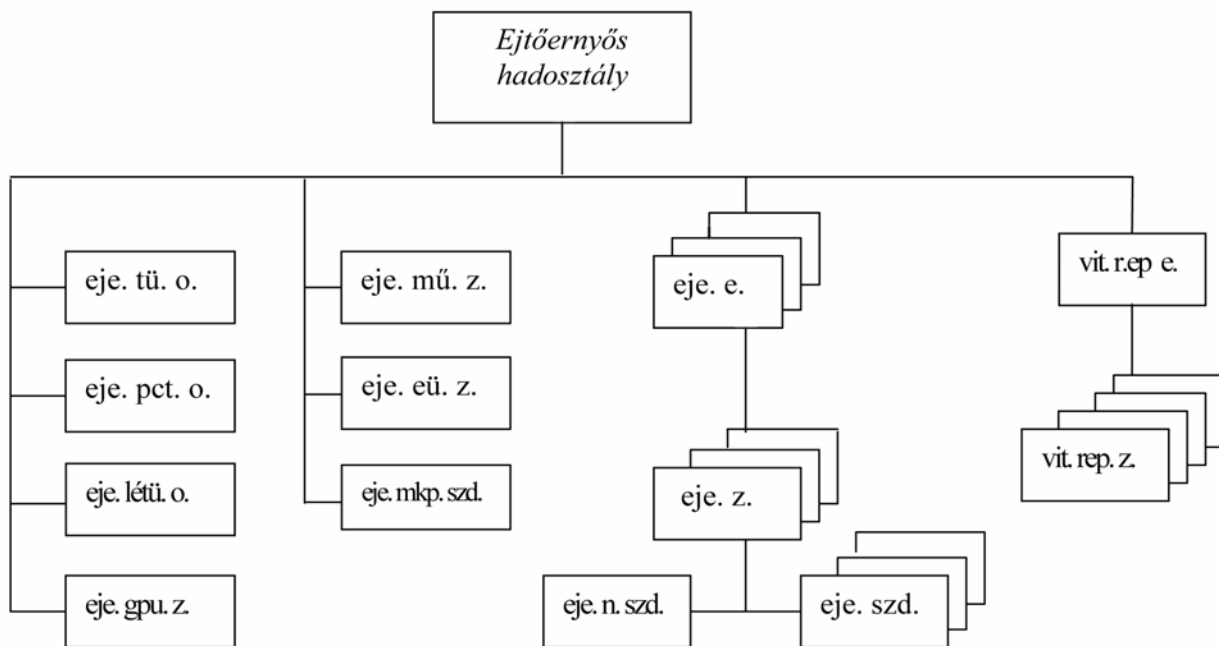 Ejtőernyős
hadosztály
eje. tü. o.
eje. mű. z.
eje. e.
vit. r.ep e.
eje. pct. o.
eje. eü. z.
vit. rep. z.
eje. létü. o.
eje. mkp. szd.
eje. z.
eje. gpu. z.
eje. n. szd.
eje. szd.